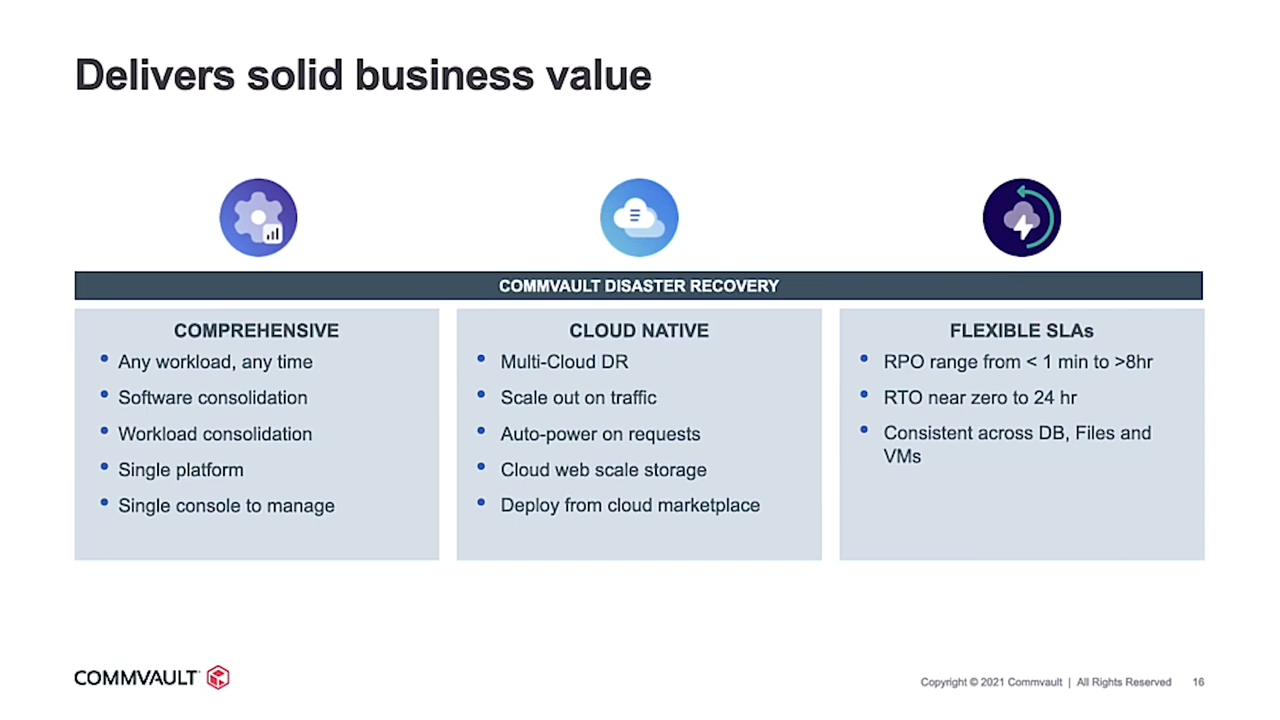 Delivers solid business value
COMMVAULT DISASTER RECOVERY
COMPREHENSIVE
• Any workload, any time
• Software consolidation
• Workload consolidation
• Single platform
• Single console to manage
CLOUD NATIVE
• Multi-Cloud DR
• Scale out on traffic
• Auto-power on requests
• Cloud web scale storage
• Deploy from cloud marketplace
FLEXIBLE SLAs
• RPO range from < 1 min to >8hr
• RTO near zero to 24 hr
• Consistent across DB, Files and
VMs
COMMVAULT
Copyright © 2021 Commvault | All Rights Reserved 16